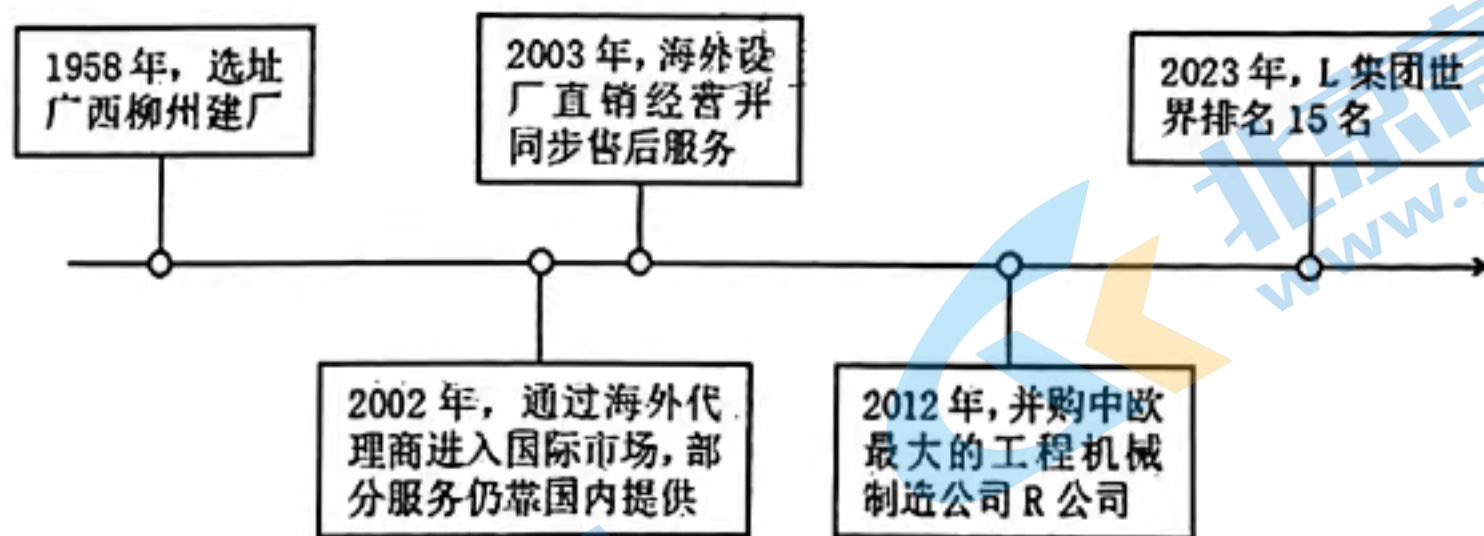 1958年，选址
广西柳州建厂
2002年，通过海外代
理商进入国际市场，部
分服务仍靠国内提供
2003年，海外设
厂直销经营并
同步售后服务
2012年，并购中欧
最大的工程机械
制造公司R公司
2023年，L集团世
界排名15名
北京高
www.g